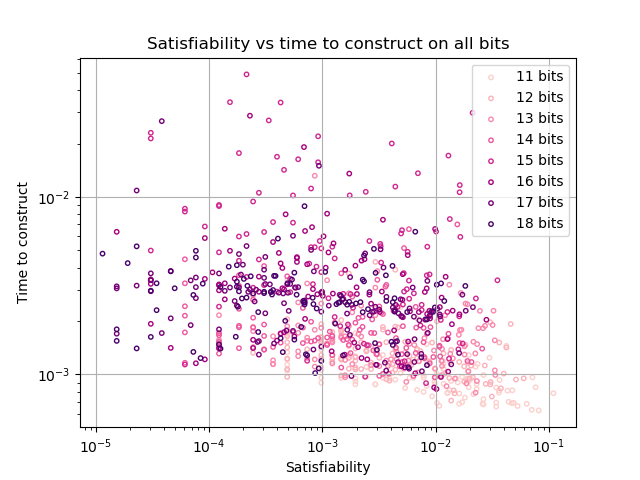 Satisfiability vs time to construct on all bits
11 bits
12 bits
13 bits
14 bits
15 bits
16 bits
17 bits
18 bits
Time to construct
10⁻²
10⁻³
10⁻⁵
10⁻⁴
10⁻³
10⁻²
10⁻¹
Satisfiability